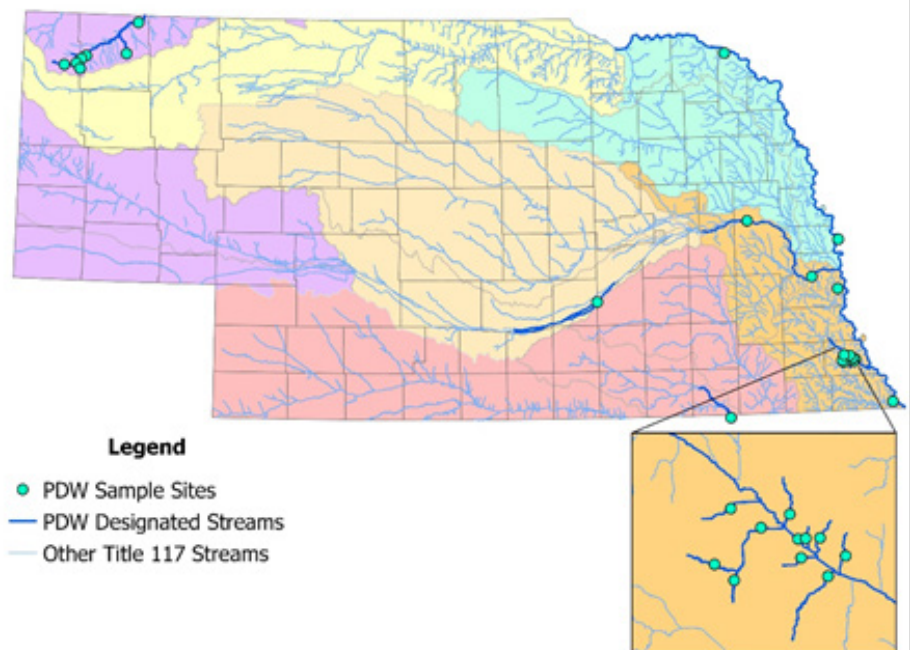 Legend
PDW Sample Sites
PDW Designated Streams
Other Title 117 Streams